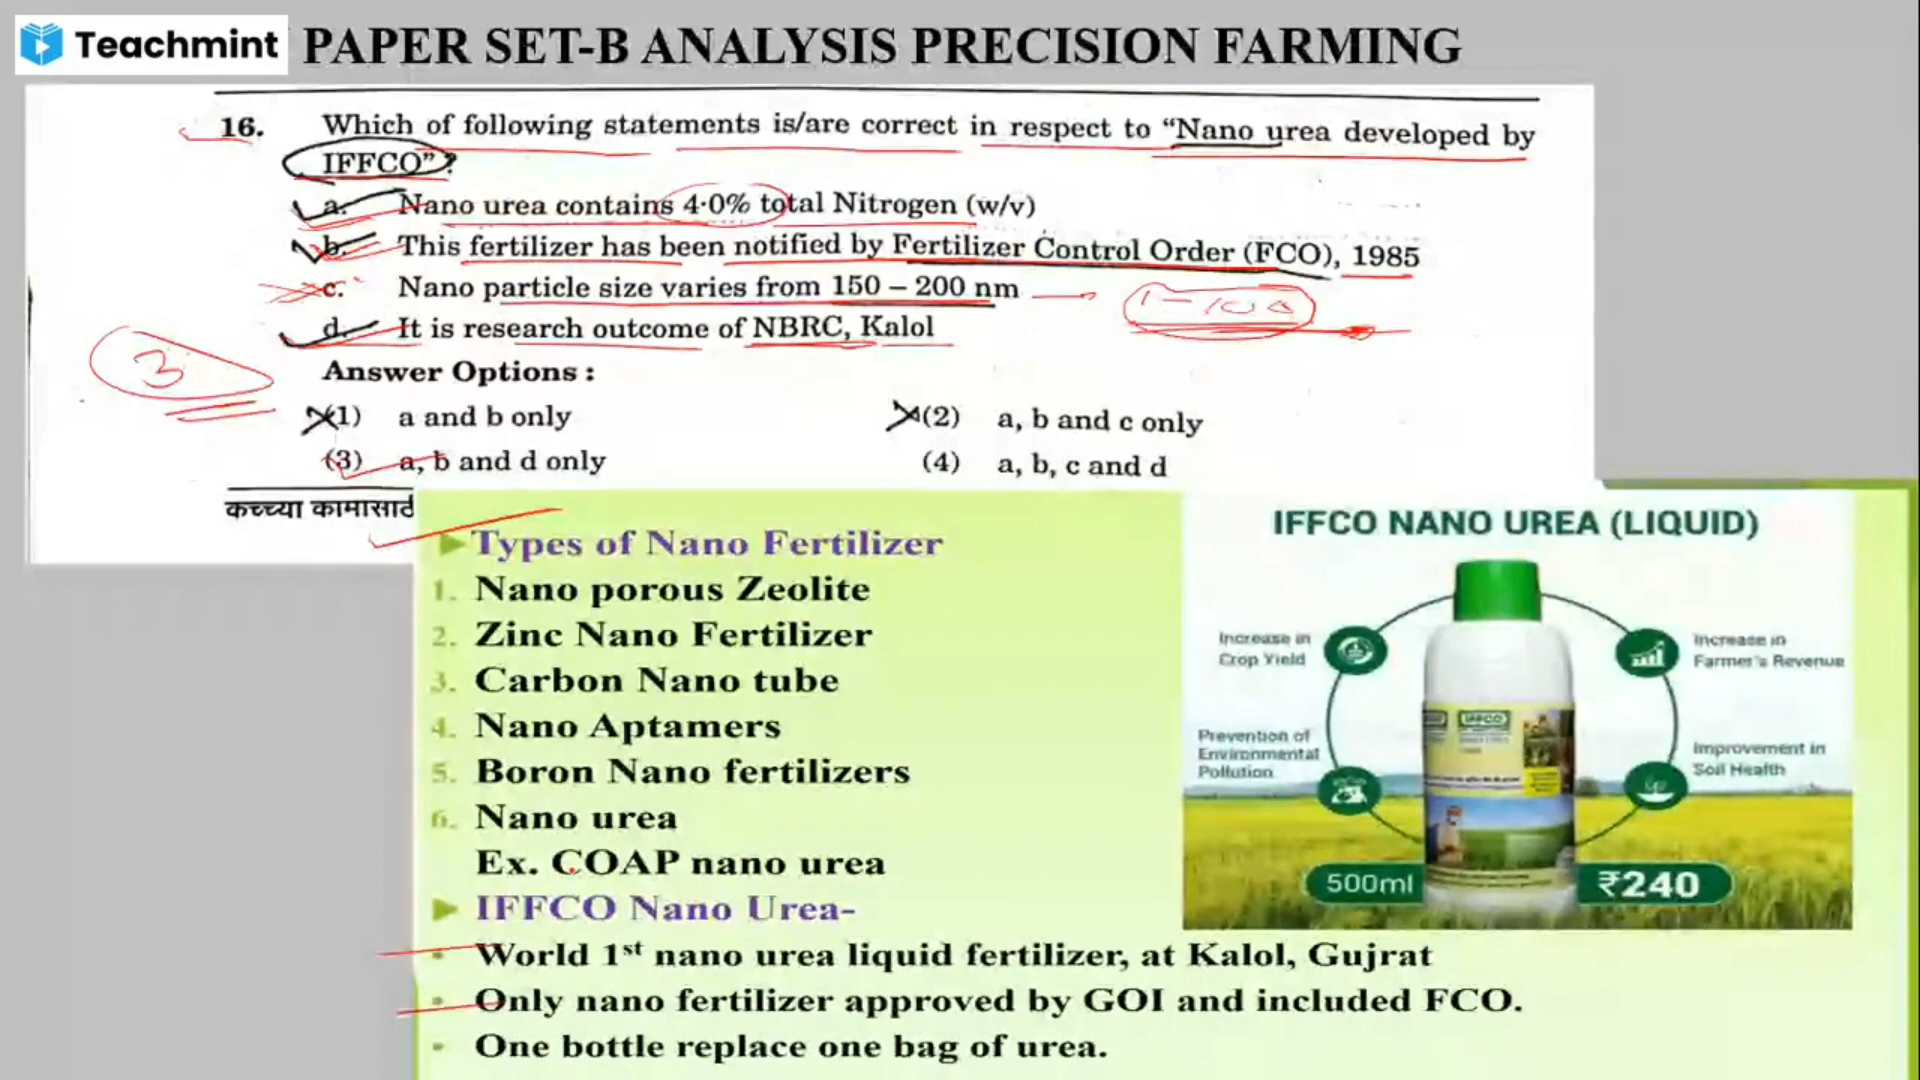 Teachmint PAPER SET-B ANALYSIS PRECISION FARMING
16. Which of following statements is/are correct in respect to “Nano urea developed by
IFFCO”?
a. Nano urea contains 4·0% total Nitrogen (w/v)
b. This fertilizer has been notified by Fertilizer Control Order (FCO), 1985
c. Nano particle size varies from 150 – 200 nm
d. It is research outcome of NBRC, Kalol
3
Answer Options :
(1) a and b only (2) a, b and c only
(3) a, b and d only (4) a, b, c and d
कच्च्या कामासाठी
Types of Nano Fertilizer
1. Nano porous Zeolite
2. Zinc Nano Fertilizer
3. Carbon Nano tube
4. Nano Aptamers
5. Boron Nano fertilizers
6. Nano urea
Ex. COAP nano urea
IFFCO Nano Urea-
World 1st nano urea liquid fertilizer, at Kalol, Gujrat
Only nano fertilizer approved by GOI and included FCO.
One bottle replace one bag of urea.
IFFCO NANO UREA (LIQUID)
Increase in
Crop Yield
Increase in
Farmer's Revenue
Prevention of
Environmental
Pollution
Improvement in
Soil Health
IFFCO
500ml
₹240